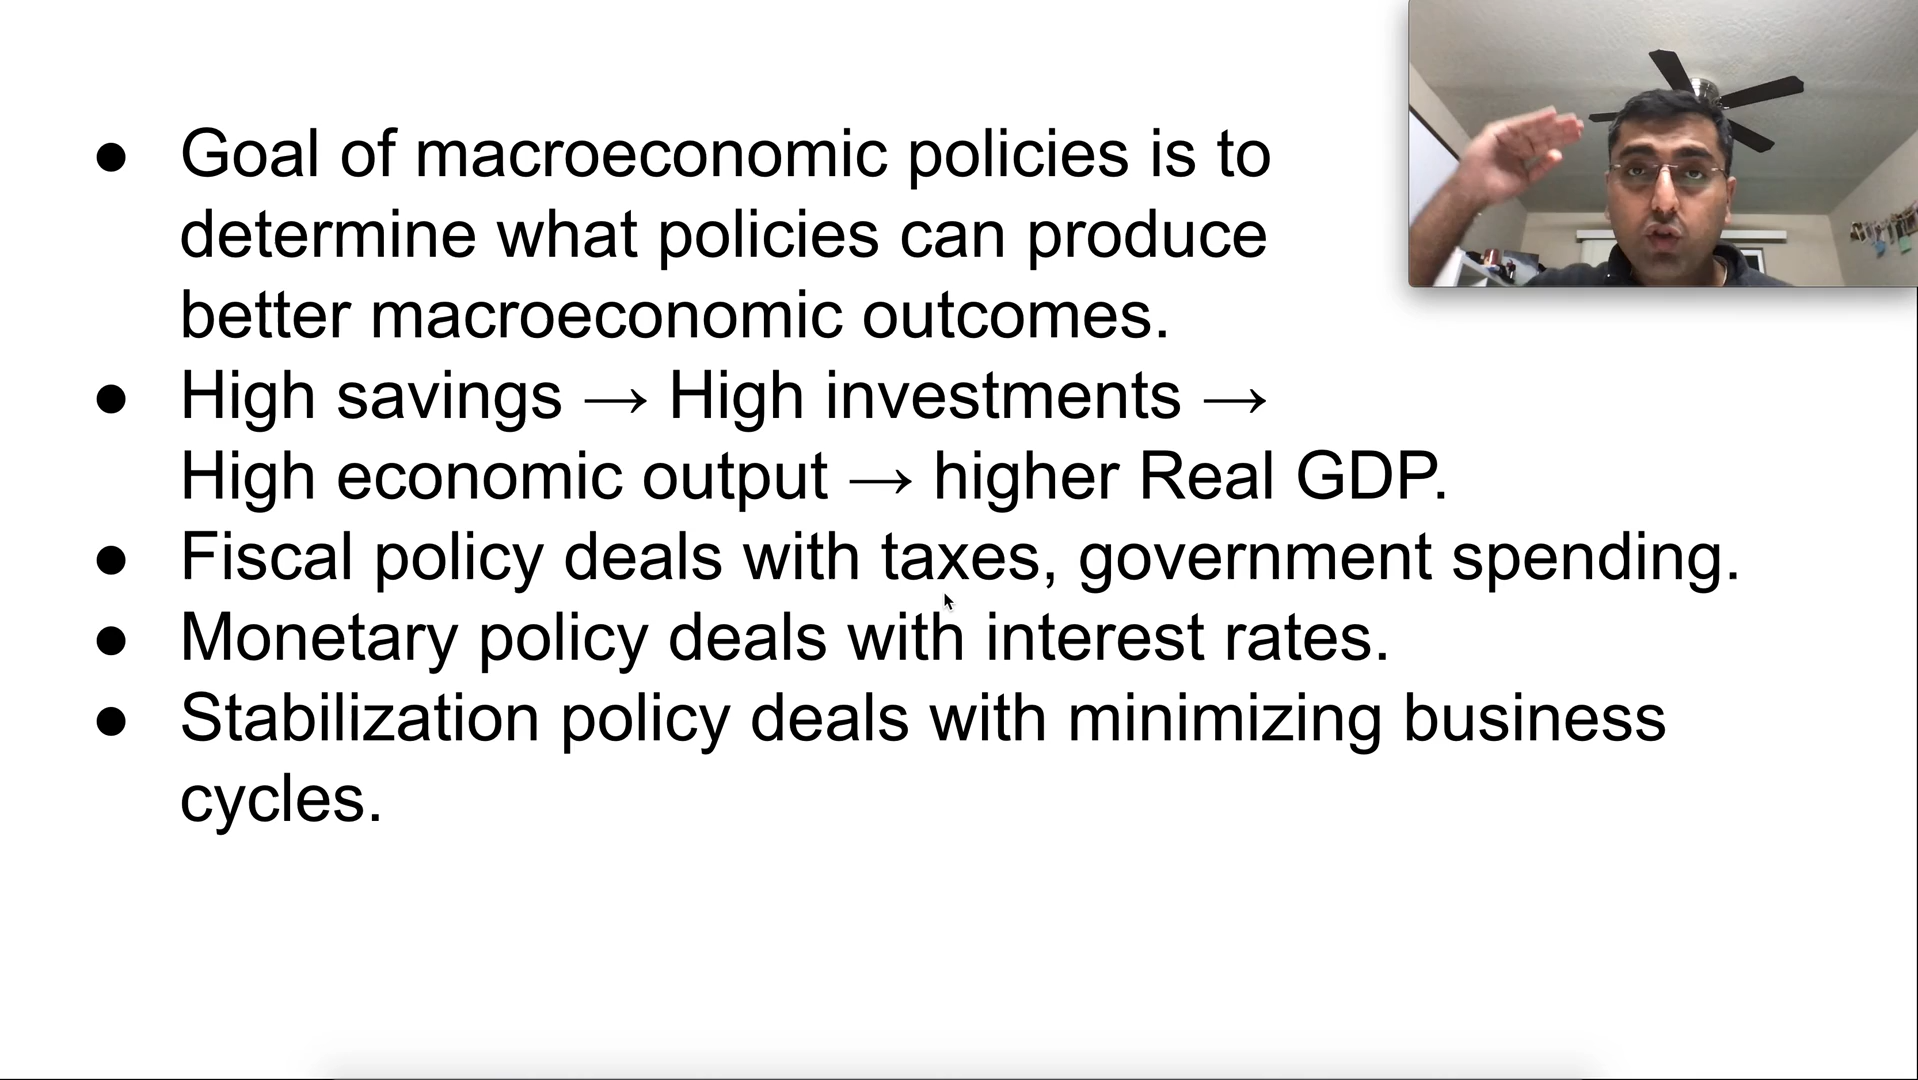 ● Goal of macroeconomic policies is to
determine what policies can produce
better macroeconomic outcomes.
● High savings → High investments →
High economic output → higher Real GDP.
● Fiscal policy deals with taxes, government spending.
● Monetary policy deals with interest rates.
● Stabilization policy deals with minimizing business
cycles.